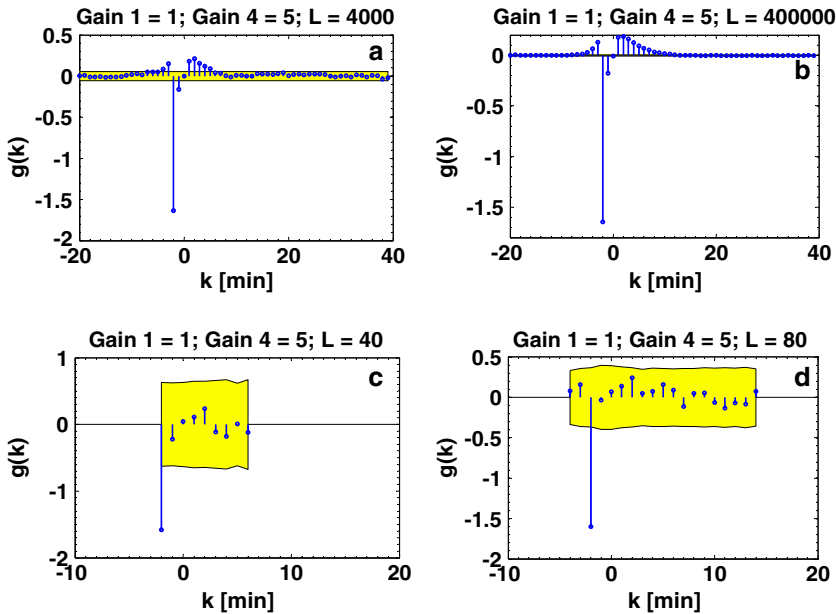 Gain 1 = 1; Gain 4 = 5; L = 4000
a
0.5
0
-0.5
-1
-1.5
-2
g(k)
-20
0
20
40
k [min]
Gain 1 = 1; Gain 4 = 5; L = 400000
b
0
-0.5
-1
-1.5
g(k)
-20
0
20
40
k [min]
Gain 1 = 1; Gain 4 = 5; L = 40
c
1
0
-1
-2
g(k)
-10
0
10
20
k [min]
Gain 1 = 1; Gain 4 = 5; L = 80
d
0.5
0
-0.5
-1
-1.5
-2
g(k)
-10
0
10
20
k [min]